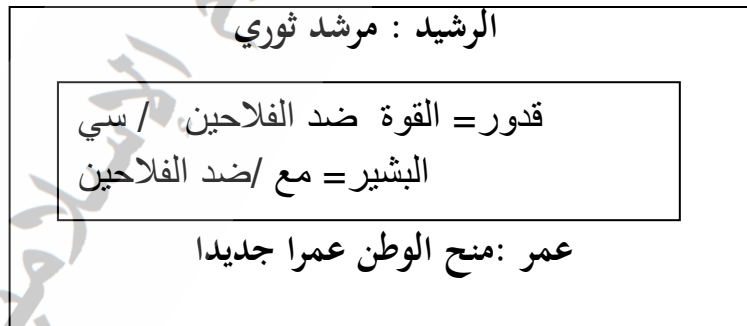 الرشيد : مرشد ثوري
قدور= القوة ضد الفلاحين / سي
البشير= مع /ضد الفلاحين
عمر :منح الوطن عمرا جديدا